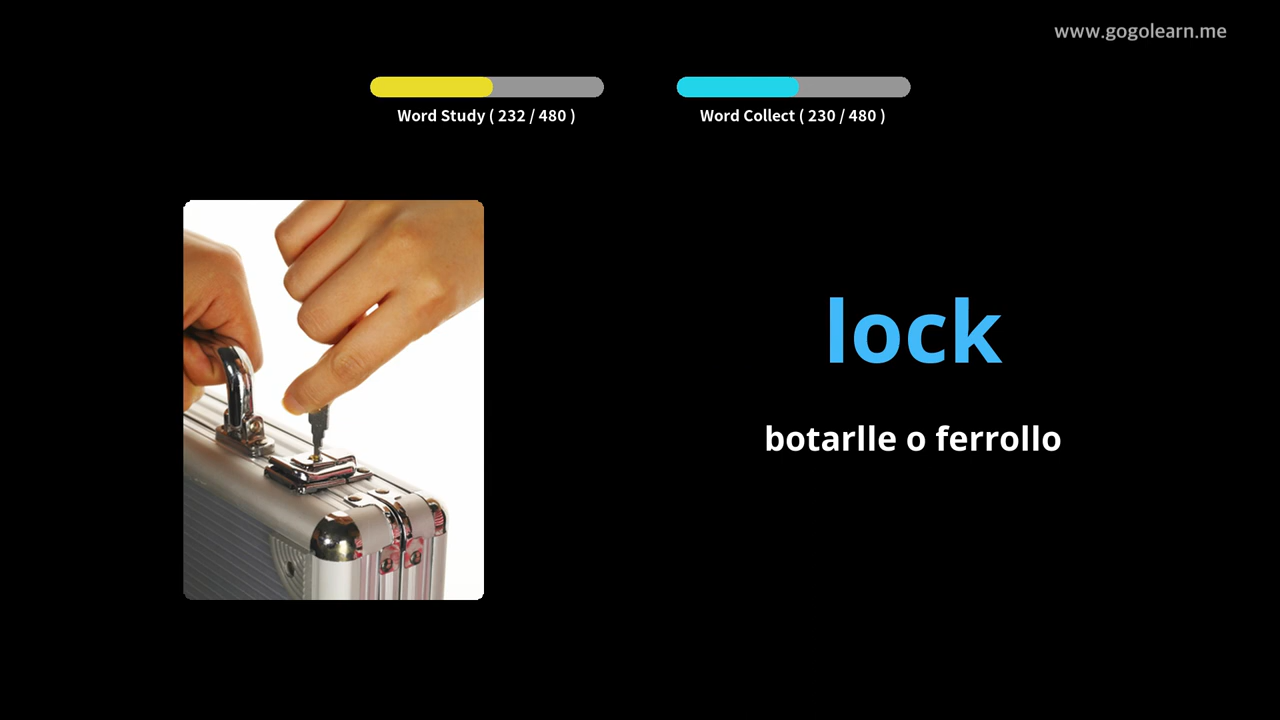 www.gogolearn.me
Word Study ( 232 / 480 )
Word Collect ( 230 / 480 )
lock
botarlle o ferrollo